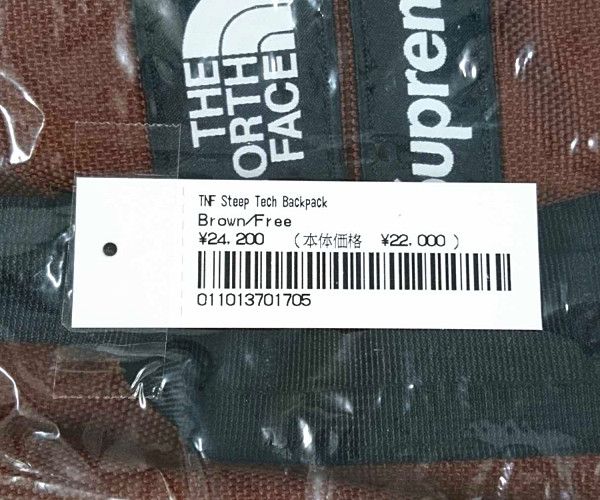 THE
NORTH
FACE
Supreme
TNF Steep Tech Backpack
Brown/Free
¥24,200 (本体価格 ¥22,000 )
011013701705